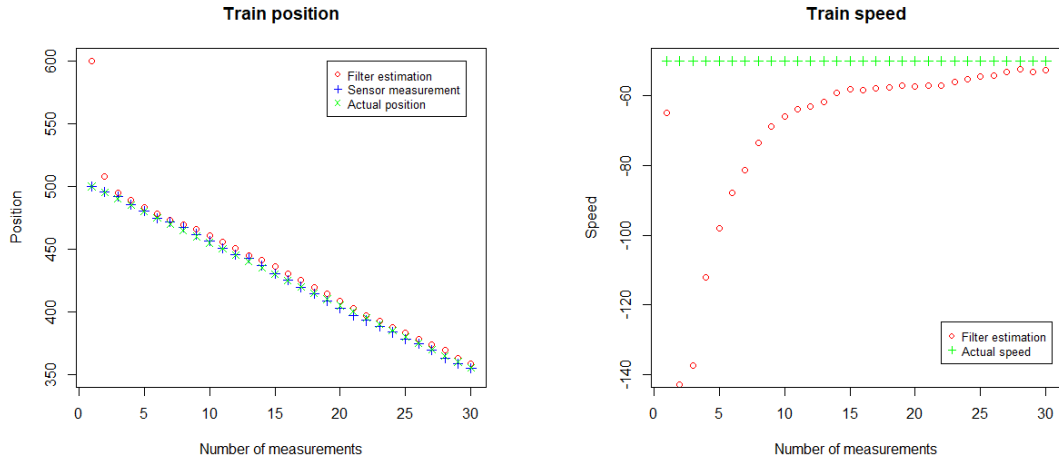 Train position
Position
600
550
500
450
400
350
Filter estimation
Sensor measurement
Actual position
0 5 10 15 20 25 30
Number of measurements
Train speed
Speed
-60
-80
-100
-120
-140
Filter estimation
Actual speed
0 5 10 15 20 25 30
Number of measurements